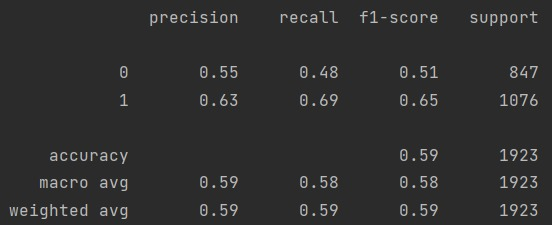 precision recall f1-score support
0 0.55 0.48 0.51 847
1 0.63 0.69 0.65 1076
accuracy 0.59 1923
macro avg 0.59 0.58 0.58 1923
weighted avg 0.59 0.59 0.59 1923